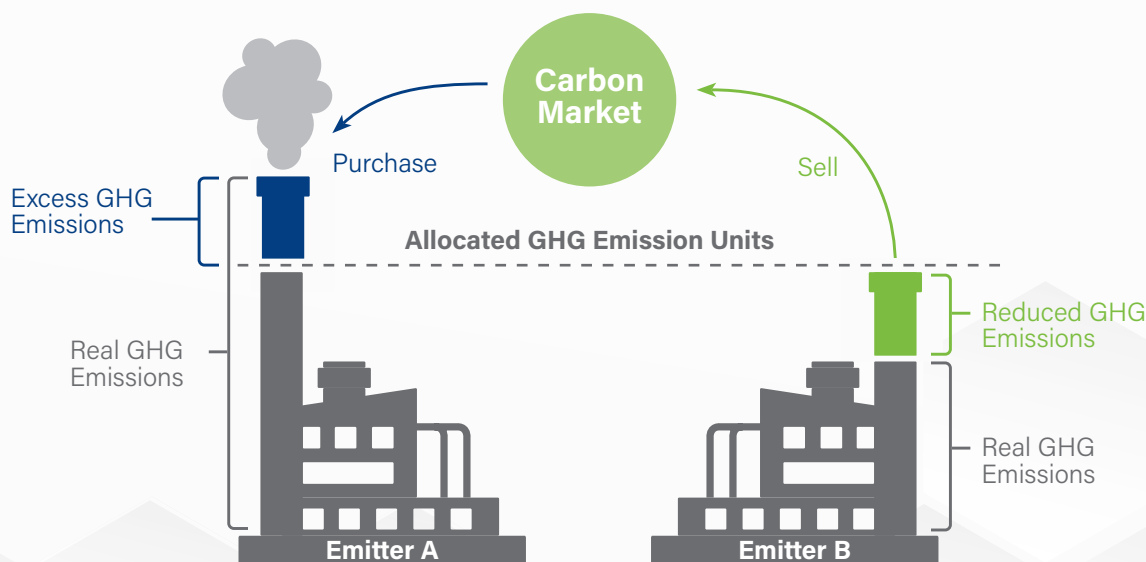 Carbon
Market
Purchase
Sell
Excess GHG
Emissions
Allocated GHG Emission Units
Reduced GHG
Emissions
Real GHG
Emissions
Real GHG
Emissions
Emitter A
Emitter B